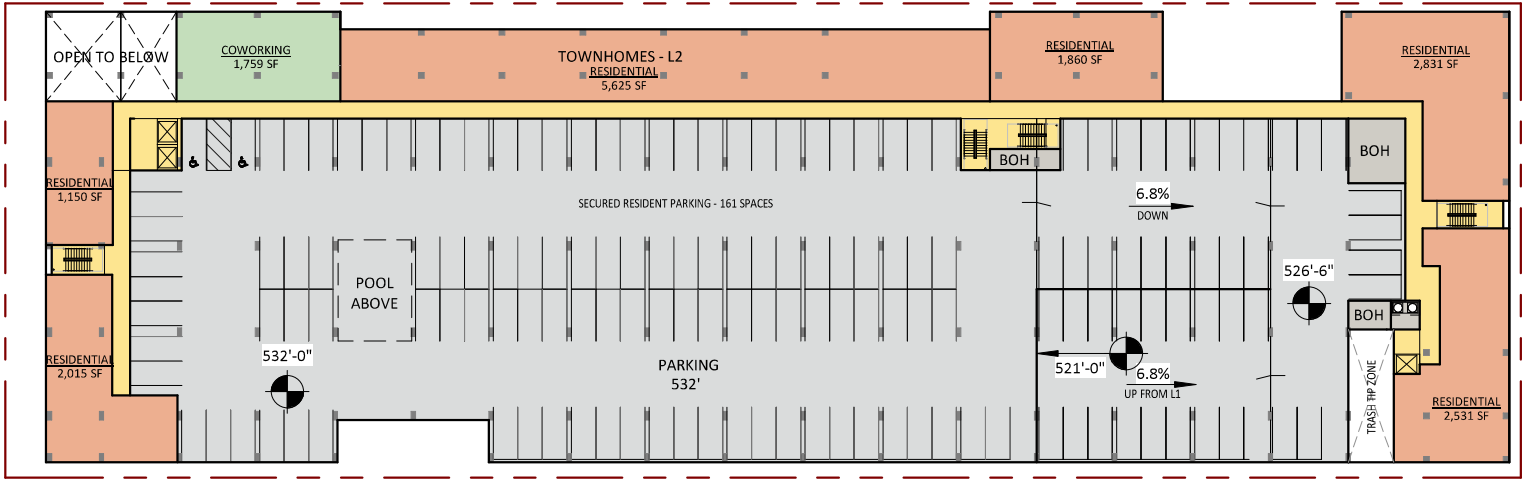 OPEN TO BELOW
COWORKING
1,759 SF
TOWNHOMES - L2
RESIDENTIAL
5,625 SF
RESIDENTIAL
1,860 SF
RESIDENTIAL
2,831 SF
BOH
BOH
RESIDENTIAL
1,150 SF
SECURED RESIDENT PARKING - 161 SPACES
6.8%
DOWN
POOL
ABOVE
526'-6"
BOH
532'-0"
RESIDENTIAL
2,015 SF
PARKING
532'
521'-0"
6.8%
UP FROM L1
TRASH TIP ZONE
RESIDENTIAL
2,531 SF